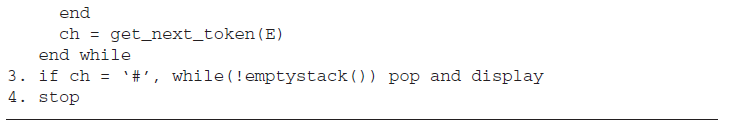 end
ch = get_next_token(E)
end while
3. if ch = ‵#′, while(!emptystack()) pop and display
4. stop